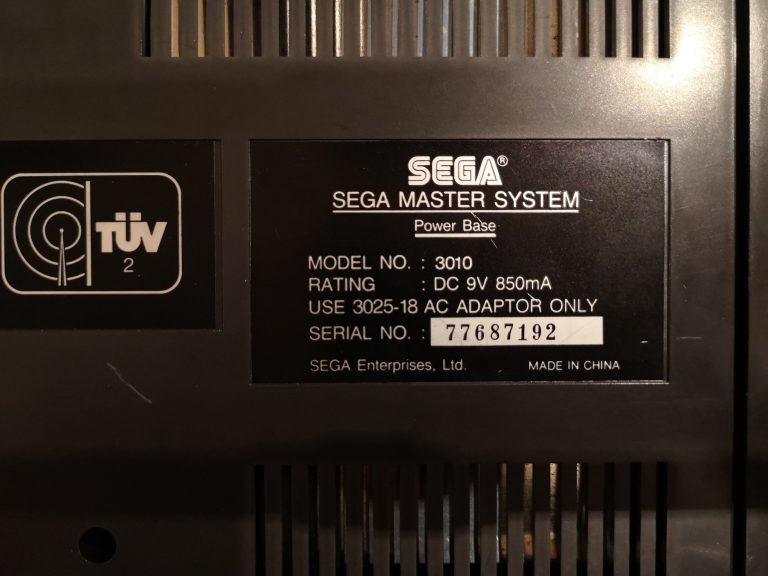 TÜV
2
SEGA®
SEGA MASTER SYSTEM
Power Base
MODEL NO. : 3010
RATING : DC 9V 850mA
USE 3025-18 AC ADAPTOR ONLY
SERIAL NO. : 77687192
SEGA Enterprises, Ltd. MADE IN CHINA